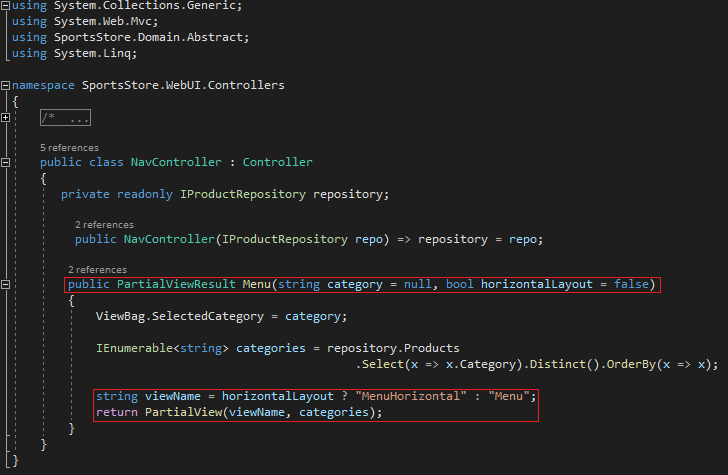 using System.Collections.Generic;
using System.Web.Mvc;
using SportsStore.Domain.Abstract;
using System.Linq;
namespace SportsStore.WebUI.Controllers
{
/* ...
5 references
public class NavController : Controller
{
private readonly IProductRepository repository;
2 references
public NavController(IProductRepository repo) => repository = repo;
2 references
public PartialViewResult Menu(string category = null, bool horizontalLayout = false)
{
ViewBag.SelectedCategory = category;
IEnumerable<string> categories = repository.Products
.Select(x => x.Category).Distinct().OrderBy(x => x);
string viewName = horizontalLayout ? "MenuHorizontal" : "Menu";
return PartialView(viewName, categories);
}
}
}